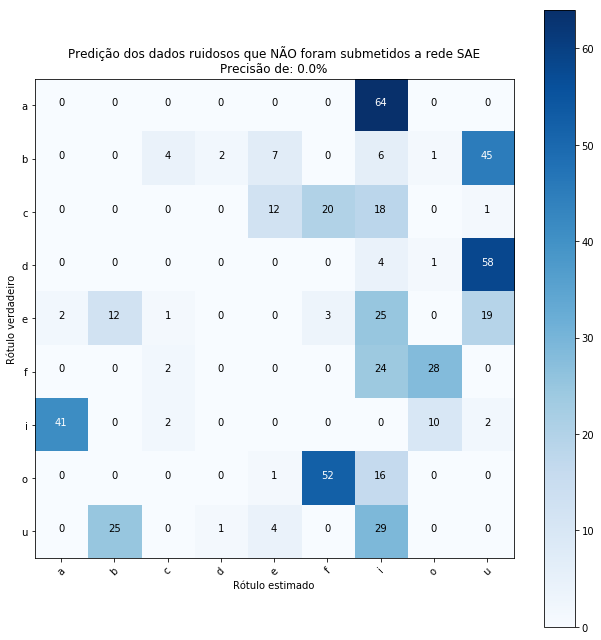 Predição dos dados ruidosos que NÃO foram submetidos a rede SAE
Precisão de: 0.0%
a 0 0 0 0 0 0 64 0 0
b 0 0 4 2 7 0 6 1 45
c 0 0 0 0 12 20 18 0 1
d 0 0 0 0 0 0 4 1 58
e 2 12 1 0 0 3 25 0 19
f 0 0 2 0 0 0 24 28 0
i 41 0 2 0 0 0 0 10 2
o 0 0 0 0 1 52 16 0 0
u 0 25 0 1 4 0 29 0 0
a b c d e f i o u
Rótulo estimado
Rótulo verdadeiro
60
50
40
30
20
10
0